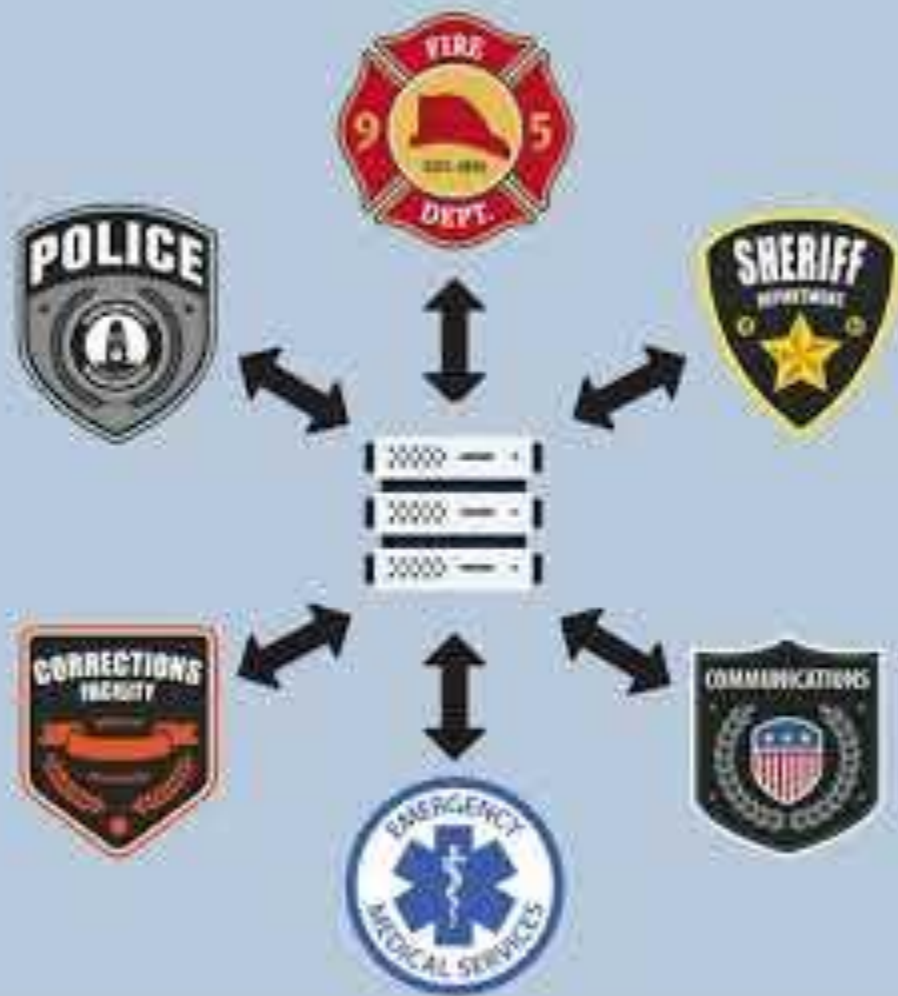 FIRE
9 5
DEPT.
POLICE
SHERIFF
DEPARTMENT
CORRECTIONS
FACILITY
COMMUNICATIONS
EMERGENCY
MEDICAL SERVICES